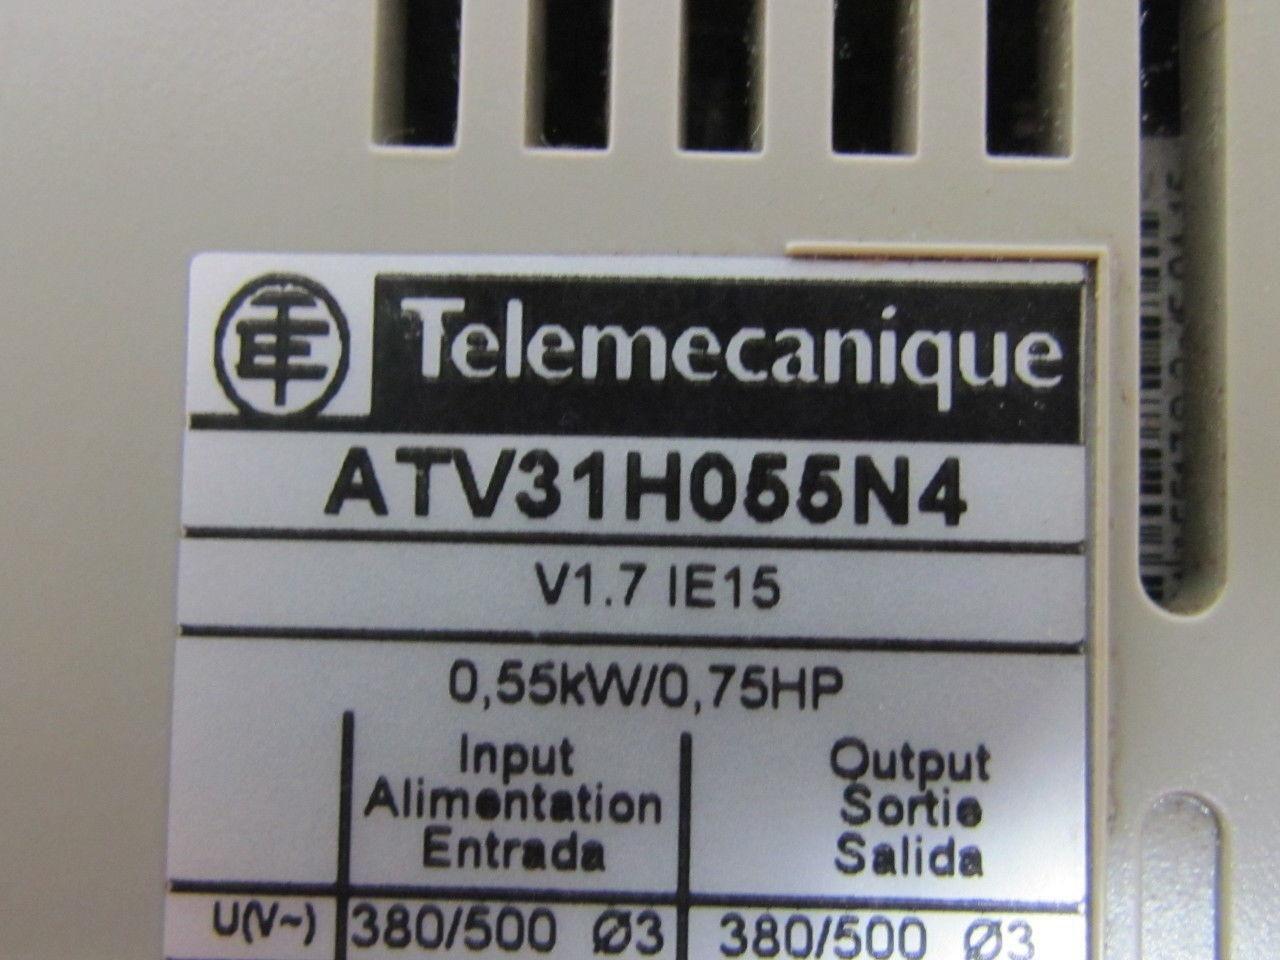 Telemecanique
ATV31H055N4
V1.7 IE15
0,55kW/0,75HP
Input
Alimentation
Entrada
Output
Sortie
Salida
U(V~) 380/500 Ø3 380/500 Ø3